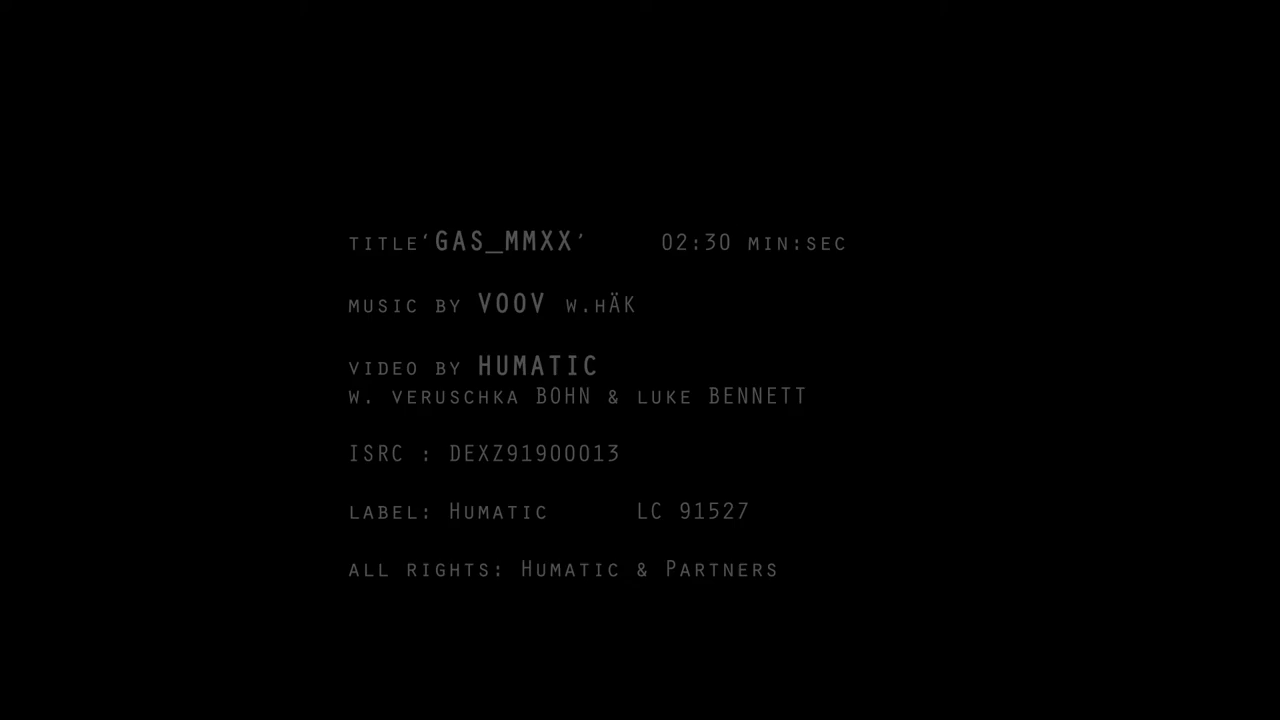 TITLE'GAS_MMXX' 02:30 MIN:SEC
MUSIC BY VOOV W.HÄK
VIDEO BY HUMATIC
W. VERUSCHKA BOHN & LUKE BENNETT
ISRC : DEXZ91900013
LABEL: HUMATIC LC 91527
ALL RIGHTS: HUMATIC & PARTNERS